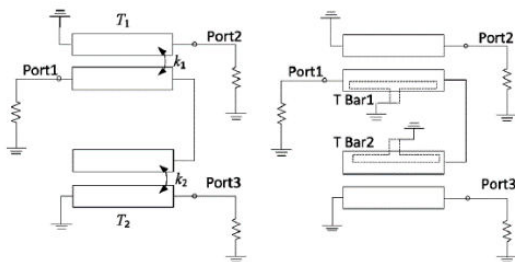 T₁
Port2
k₁
Port1
k₂
Port3
T₂
Port2
Port1
T Bar1
T Bar2
Port3